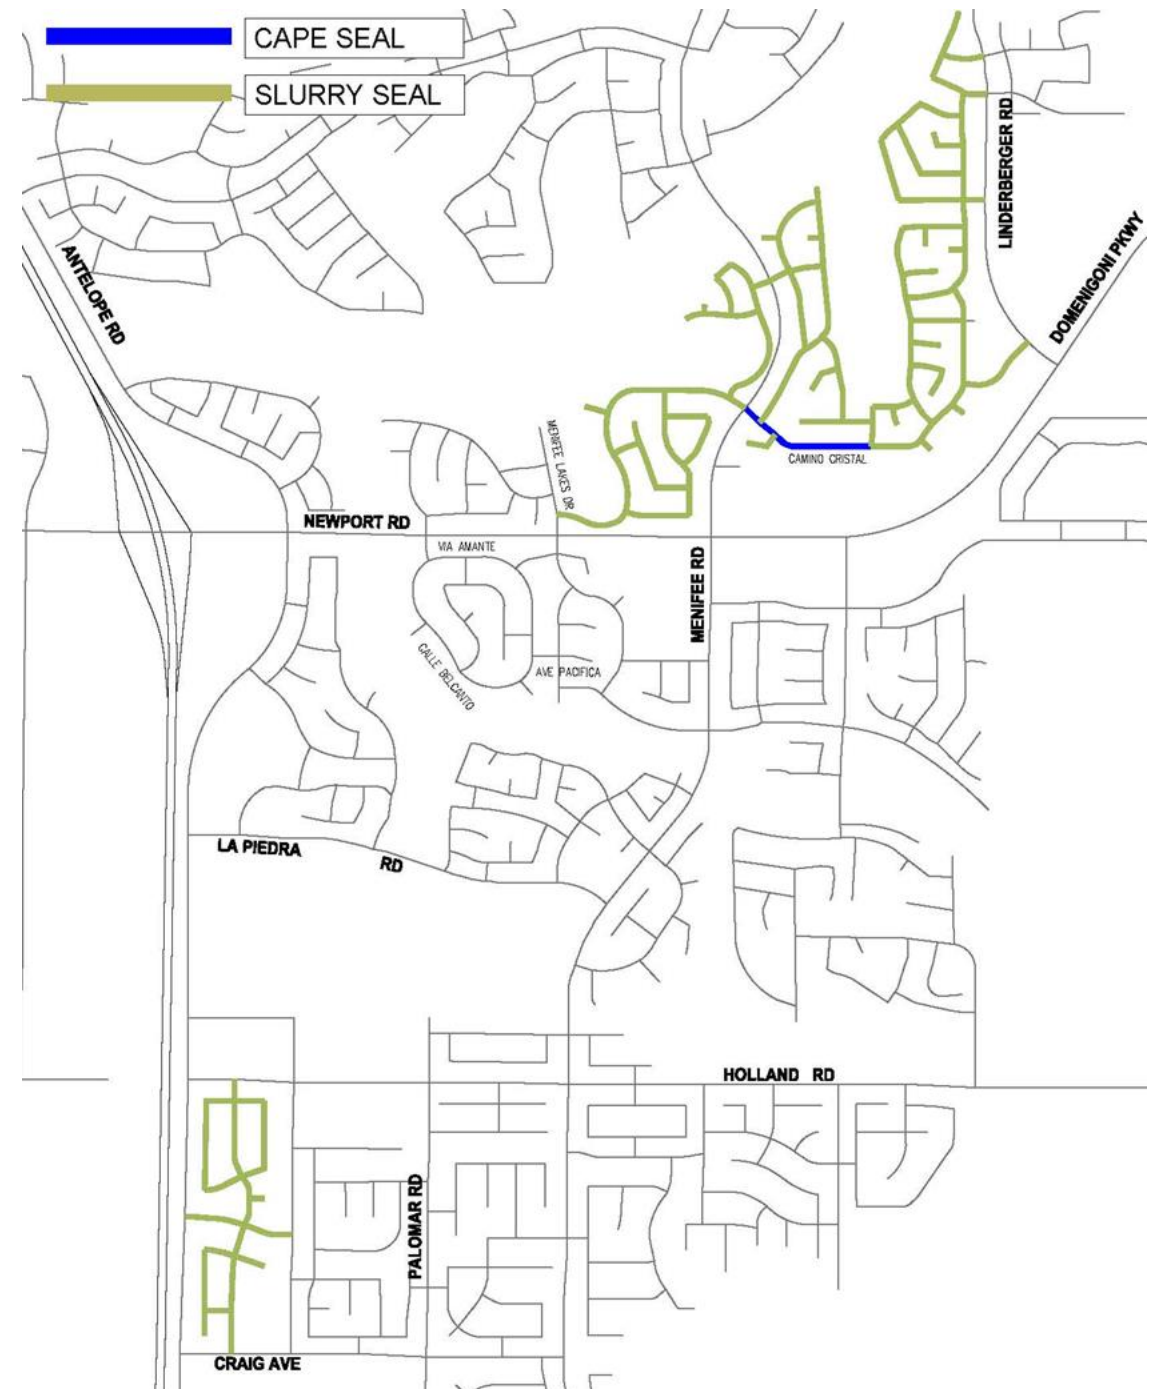 CAPE SEAL
SLURRY SEAL
LINDERBERGER RD
DOMENIGONI PKWY
ANTELOPE RD
MENIFEE LAKES DR
CAMINO CRISTAL
NEWPORT RD
VIA AMANTE
MENIFEE RD
CALLE BELCANTO
AVE PACIFICA
LA PIEDRA RD
HOLLAND RD
PALOMAR RD
CRAIG AVE